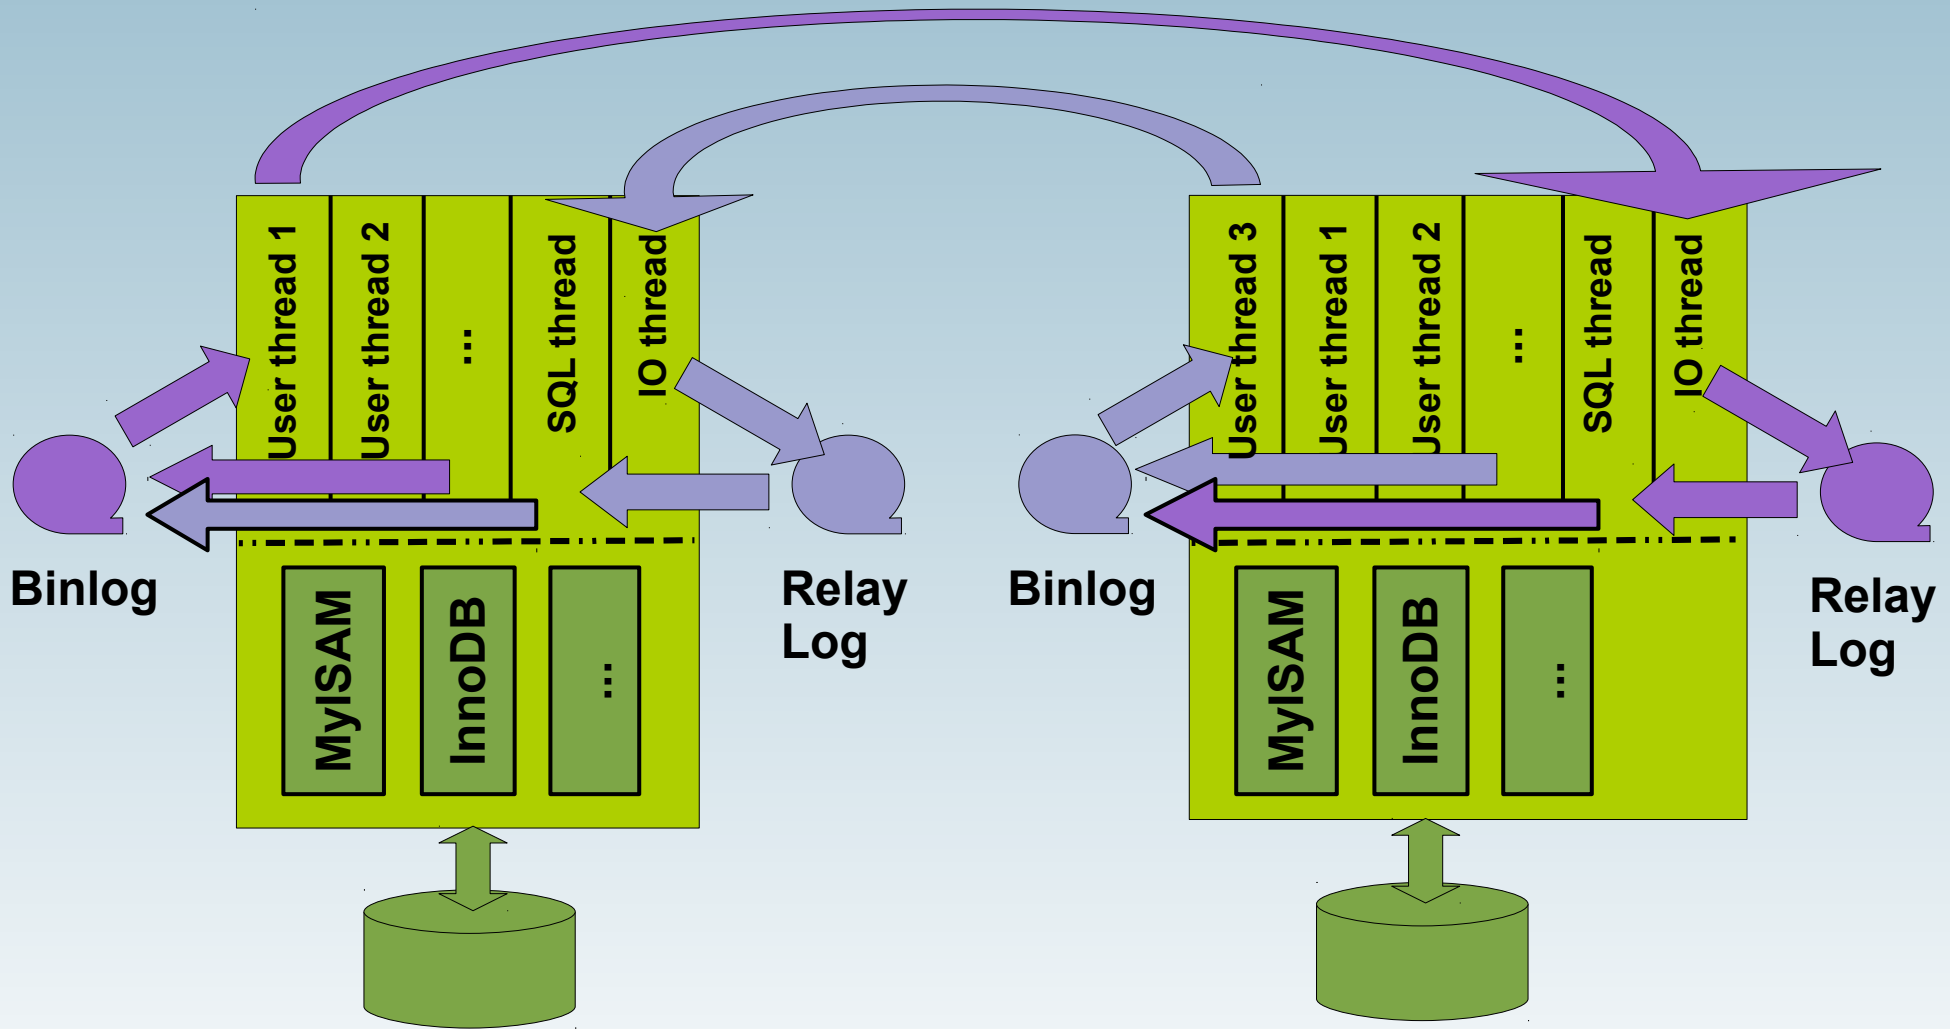 User thread 1
User thread 2
...
SQL thread
IO thread
Binlog
Relay
Log
MyISAM
InnoDB
...
User thread 3
User thread 1
User thread 2
...
SQL thread
IO thread
Binlog
Relay
Log
MyISAM
InnoDB
...